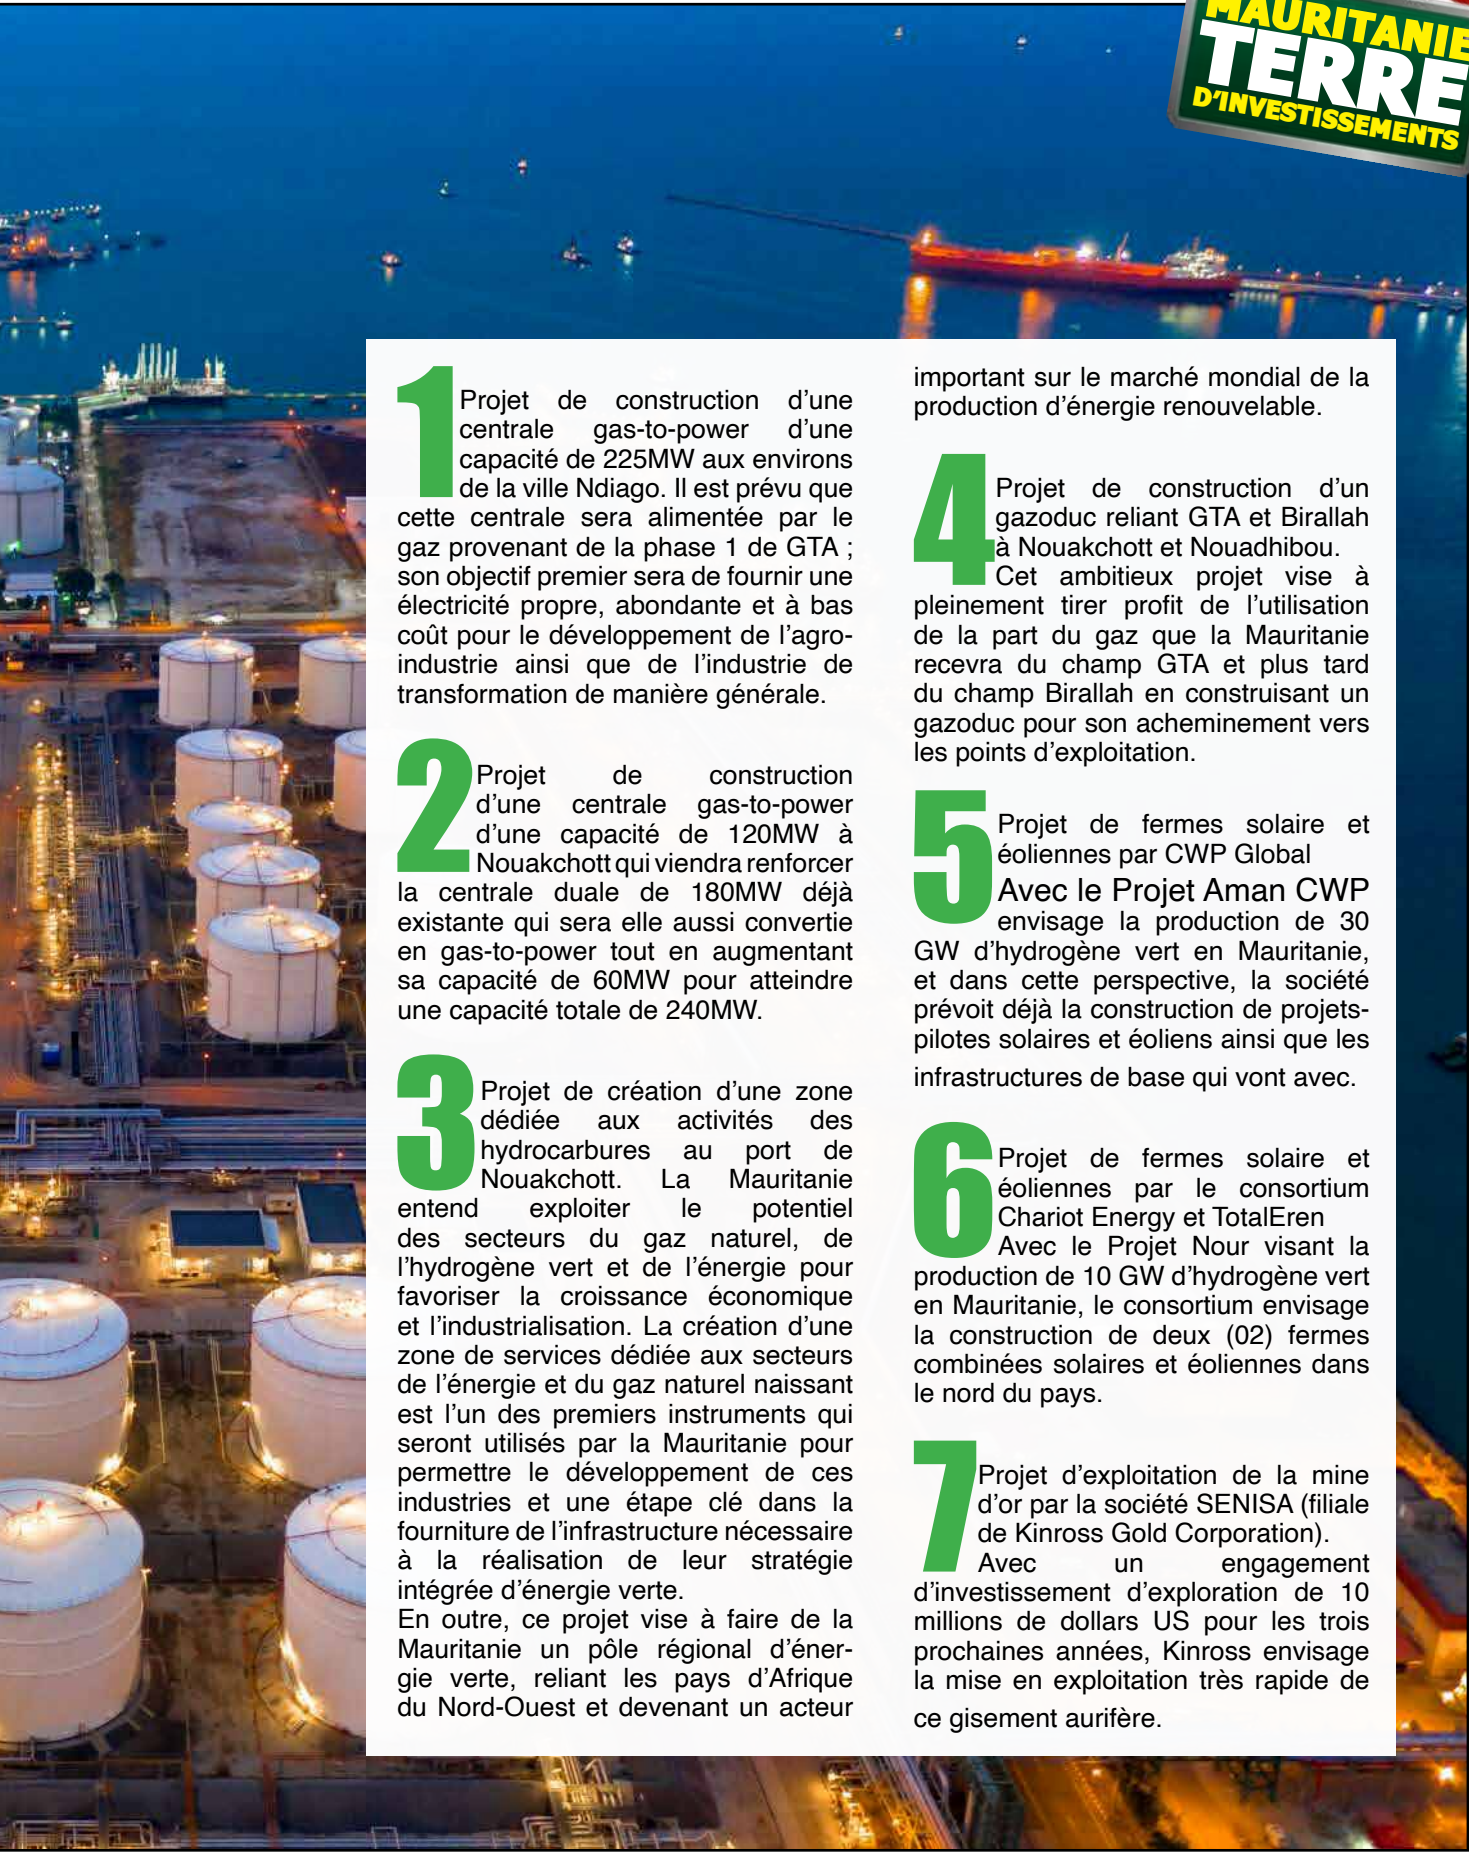 MAURITANIE
TERRE
D'INVESTISSEMENTS
1
Projet de construction d'une
centrale gas-to-power d'une
capacité de 225MW aux environs
de la ville Ndiago. Il est prévu que
cette centrale sera alimentée par le
gaz provenant de la phase 1 de GTA ;
son objectif premier sera de fournir une
électricité propre, abondante et à bas
coût pour le développement de l'agro-
industrie ainsi que de l'industrie de
transformation de manière générale.
2
Projet de construction
d'une centrale gas-to-power
d'une capacité de 120MW à
Nouakchott qui viendra renforcer
la centrale duale de 180MW déjà
existante qui sera elle aussi convertie
en gas-to-power tout en augmentant
sa capacité de 60MW pour atteindre
une capacité totale de 240MW.
3
Projet de création d'une zone
dédiée aux activités des
hydrocarbures au port de
Nouakchott. La Mauritanie
entend exploiter le potentiel
des secteurs du gaz naturel, de
l'hydrogène vert et de l'énergie pour
favoriser la croissance économique
et l'industrialisation. La création d'une
zone de services dédiée aux secteurs
de l'énergie et du gaz naturel naissant
est l'un des premiers instruments qui
seront utilisés par la Mauritanie pour
permettre le développement de ces
industries et une étape clé dans la
fourniture de l'infrastructure nécessaire
à la réalisation de leur stratégie
intégrée d'énergie verte.
En outre, ce projet vise à faire de la
Mauritanie un pôle régional d'éner-
gie verte, reliant les pays d'Afrique
du Nord-Ouest et devenant un acteur
important sur le marché mondial de la
production d'énergie renouvelable.
4
Projet de construction d'un
gazoduc reliant GTA et Birallah
à Nouakchott et Nouadhibou.
Cet ambitieux projet vise à
pleinement tirer profit de l'utilisation
de la part du gaz que la Mauritanie
recevra du champ GTA et plus tard
du champ Birallah en construisant un
gazoduc pour son acheminement vers
les points d'exploitation.
5
Projet de fermes solaire et
éoliennes par CWP Global
Avec le Projet Aman CWP
envisage la production de 30
GW d'hydrogène vert en Mauritanie,
et dans cette perspective, la société
prévoit déjà la construction de projets-
pilotes solaires et éoliens ainsi que les
infrastructures de base qui vont avec.
6
Projet de fermes solaire et
éoliennes par le consortium
Chariot Energy et TotalEren
Avec le Projet Nour visant la
production de 10 GW d'hydrogène vert
en Mauritanie, le consortium envisage
la construction de deux (02) fermes
combinées solaires et éoliennes dans
le nord du pays.
7
Projet d'exploitation de la mine
d'or par la société SENISA (filiale
de Kinross Gold Corporation).
Avec un engagement
d'investissement d'exploration de 10
millions de dollars US pour les trois
prochaines années, Kinross envisage
la mise en exploitation très rapide de
ce gisement aurifère.